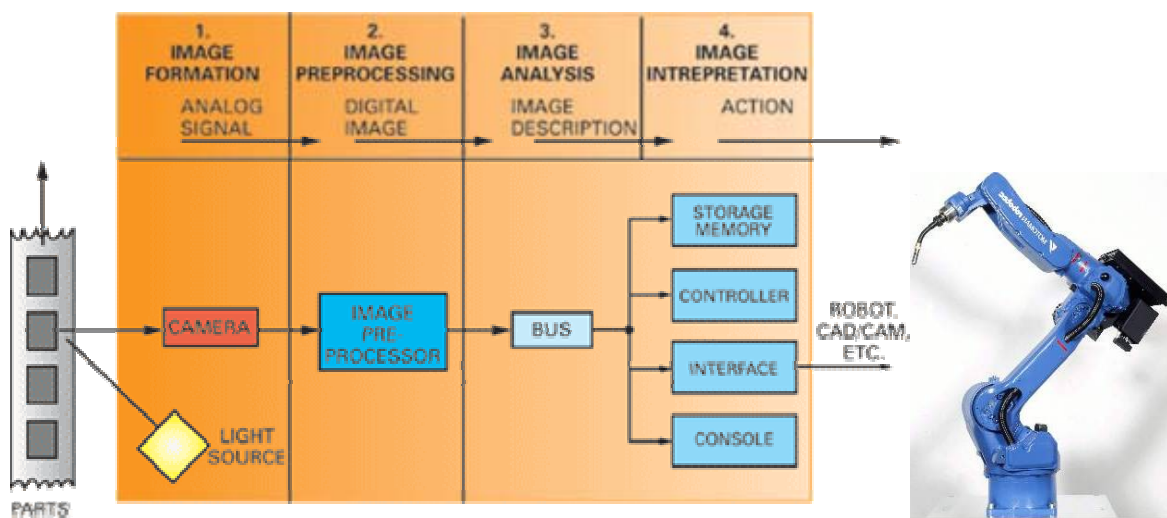 1.
IMAGE
FORMATION
2.
IMAGE
PREPROCESSING
3.
IMAGE
ANALYSIS
4.
IMAGE
INTREPRETATION
ANALOG
SIGNAL
DIGITAL
IMAGE
IMAGE
DESCRIPTION
ACTION
STORAGE
MEMORY
CONTROLLER
CAMERA
IMAGE
PRE-
PROCESSOR
BUS
ROBOT,
CAD/CAM,
ETC.
INTERFACE
LIGHT
SOURCE
CONSOLE
PARTS
MOTOMAN